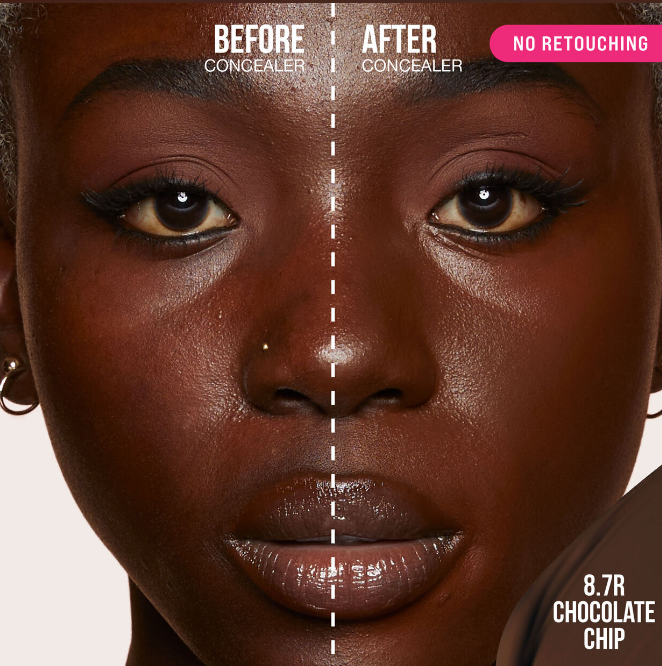 BEFORE
CONCEALER
AFTER
CONCEALER
NO RETOUCHING
8.7R
CHOCOLATE
CHIP